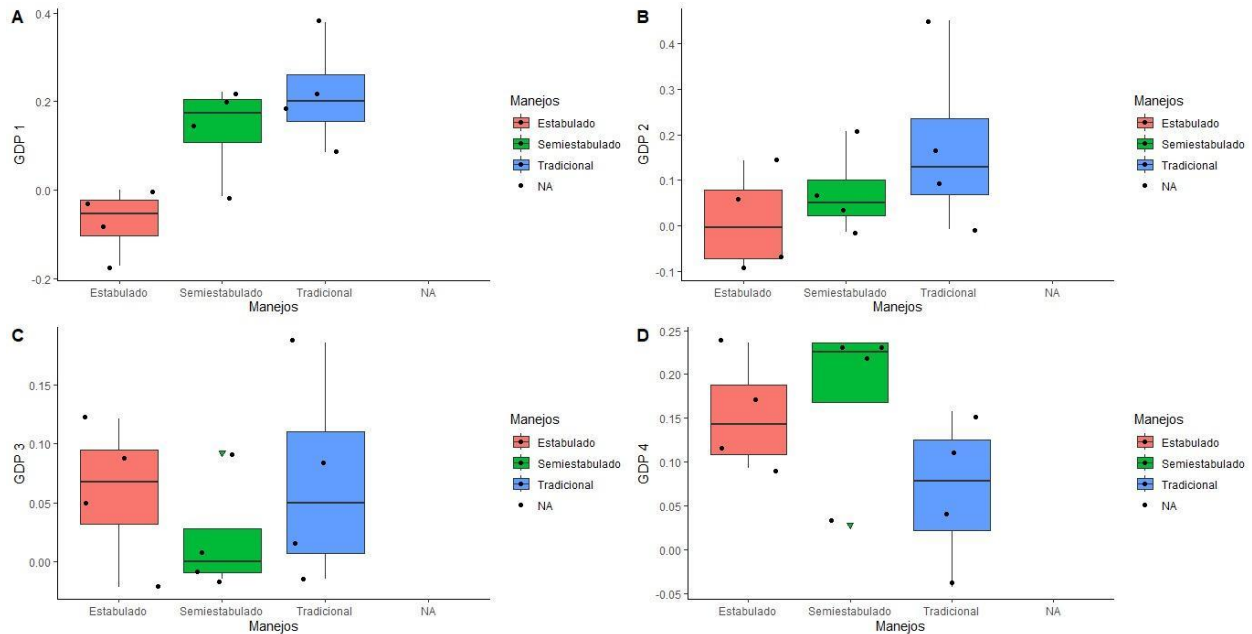 A
GDP 1
0.4
0.2
0.0
-0.2
Estabulado
Semiestabulado
Tradicional
NA
Manejos
Manejos
Estabulado
Semiestabulado
Tradicional
NA
B
GDP 2
0.4
0.3
0.2
0.1
0.0
-0.1
Estabulado
Semiestabulado
Tradicional
NA
Manejos
Manejos
Estabulado
Semiestabulado
Tradicional
NA
C
GDP 3
0.15
0.10
0.05
0.00
Estabulado
Semiestabulado
Tradicional
NA
Manejos
Manejos
Estabulado
Semiestabulado
Tradicional
NA
D
GDP 4
0.25
0.20
0.15
0.10
0.05
0.00
-0.05
Estabulado
Semiestabulado
Tradicional
NA
Manejos
Manejos
Estabulado
Semiestabulado
Tradicional
NA